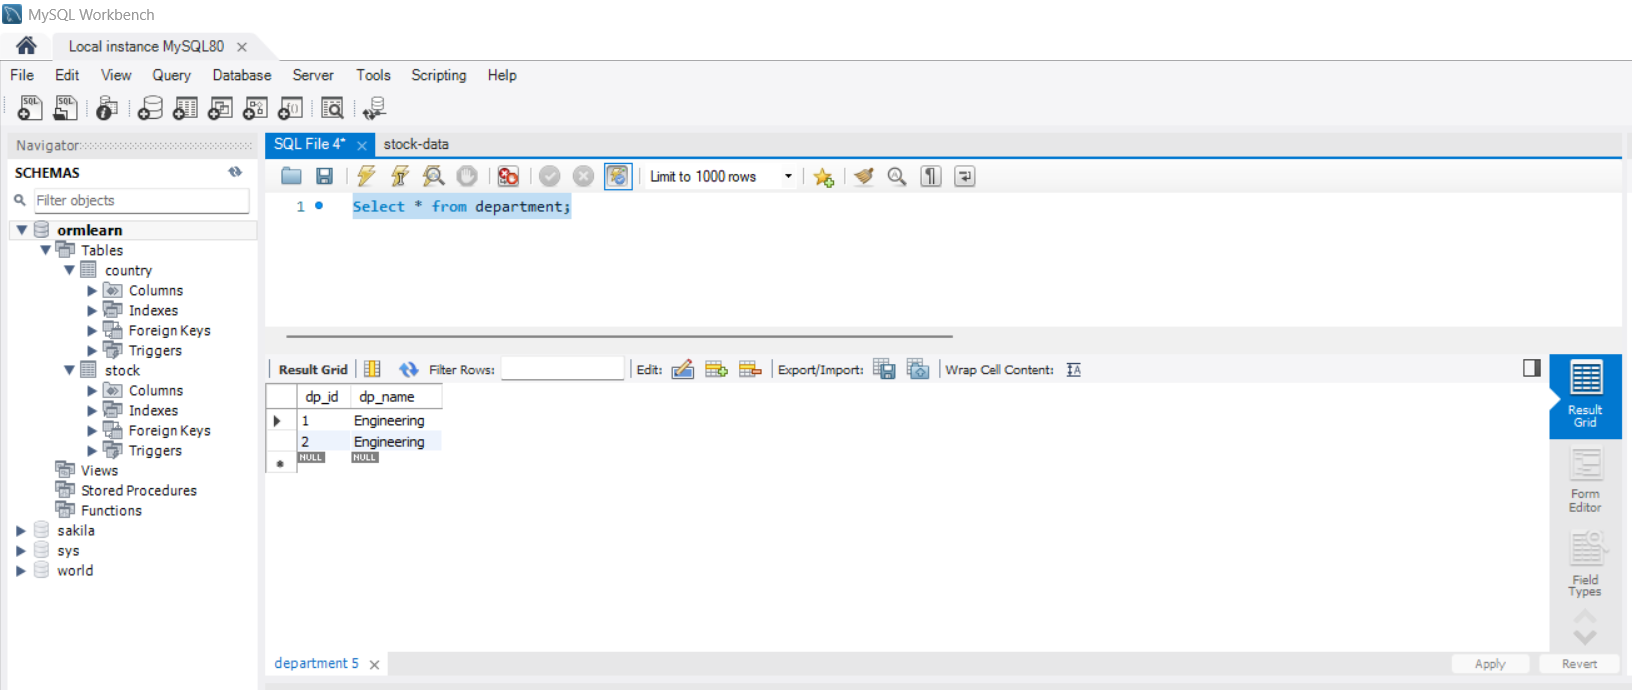 MySQL Workbench
Local instance MySQL80
File Edit View Query Database Server Tools Scripting Help
Navigator
SCHEMAS
Filter objects
ormlearn
Tables
country
Columns
Indexes
Foreign Keys
Triggers
stock
Columns
Indexes
Foreign Keys
Triggers
Views
Stored Procedures
Functions
sakila
sys
world
SQL File 4* stock-data
Limit to 1000 rows
1 Select * from department;
Result Grid Filter Rows: Edit: Export/Import: Wrap Cell Content:
dp_id dp_name
1 Engineering
2 Engineering
NULL NULL
Result
Grid
Form
Editor
Field
Types
department 5
Apply Revert